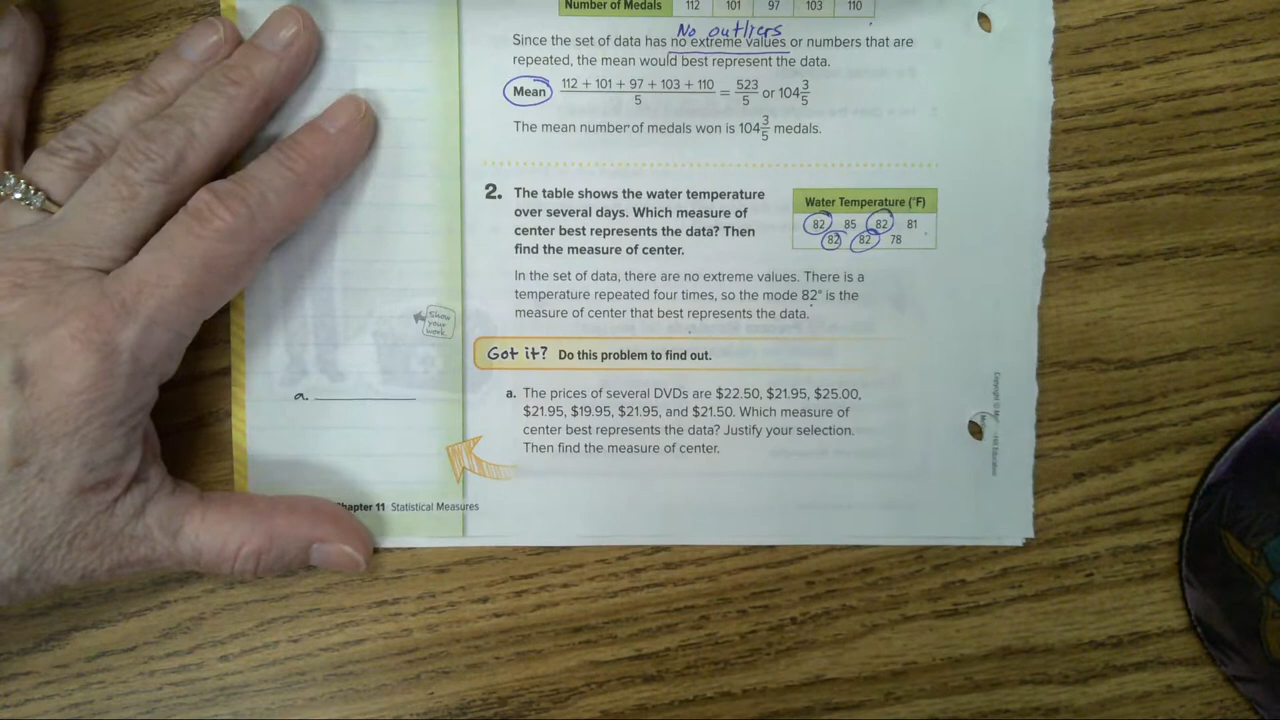 Number of Medals 112 101 97 103 110
No outliers
Since the set of data has no extreme values or numbers that are
repeated, the mean would best represent the data.
Mean 112 + 101 + 97 + 103 + 110 / 5 = 523/5 or 104 3/5
The mean number of medals won is 104 3/5 medals.
2. The table shows the water temperature
over several days. Which measure of
center best represents the data? Then
find the measure of center.
Water Temperature (°F)
82 85 82 81
82 82 78
In the set of data, there are no extreme values. There is a
temperature repeated four times, so the mode 82° is the
measure of center that best represents the data.
Show
your
work.
Got it? Do this problem to find out.
a. The prices of several DVDs are $22.50, $21.95, $25.00,
$21.95, $19.95, $21.95, and $21.50. Which measure of
center best represents the data? Justify your selection.
Then find the measure of center.
a.
hapter 11 Statistical Measures
Copyright ©
Hill Education